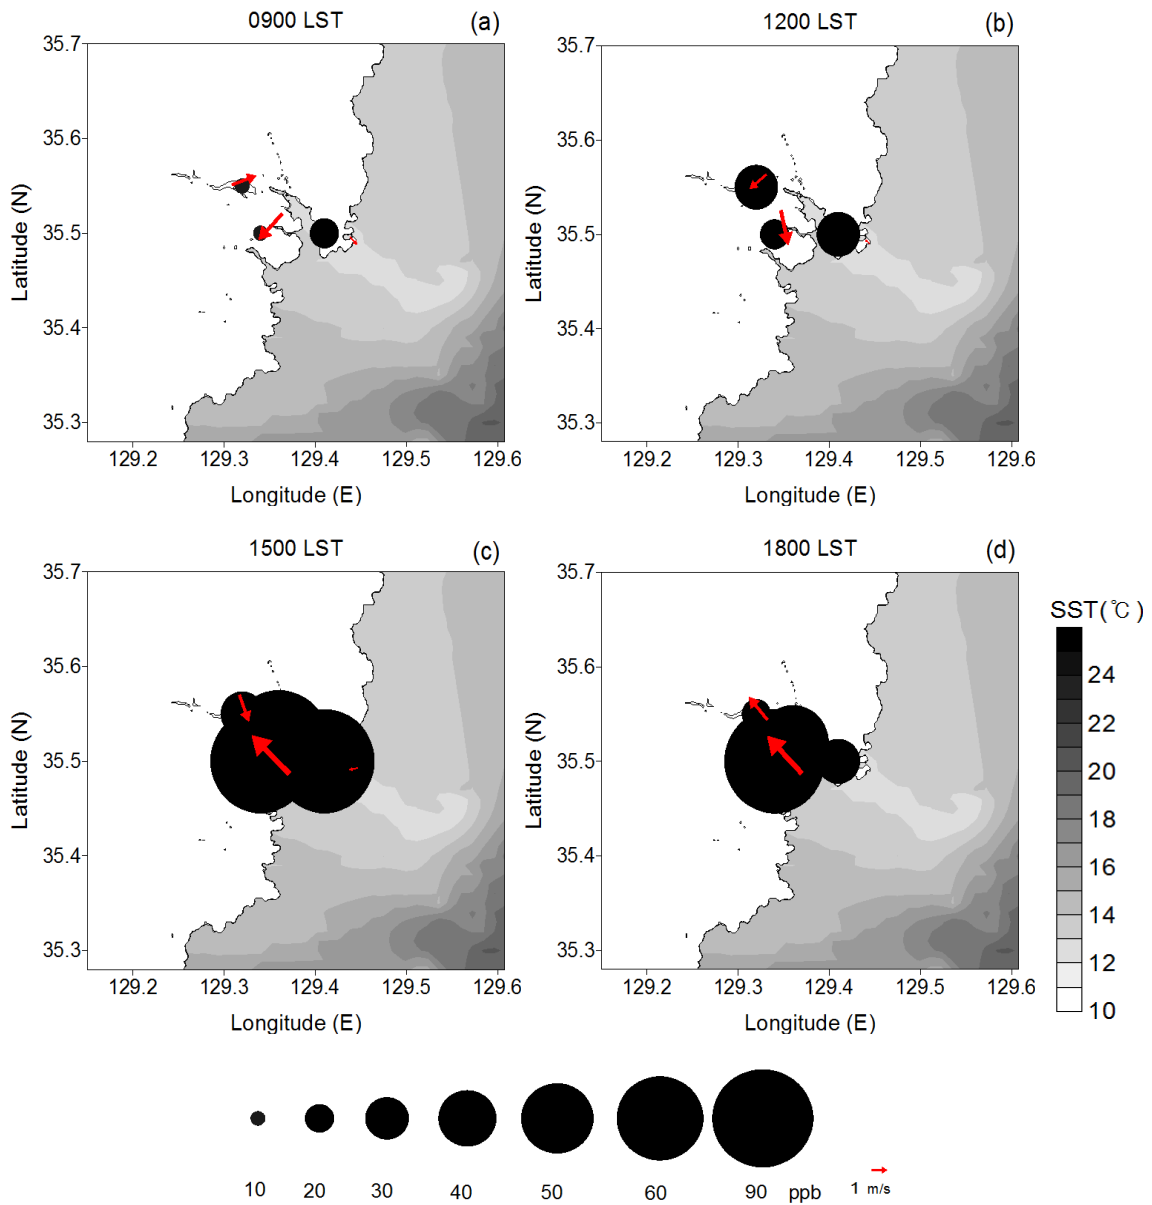 0900 LST (a)
35.7
35.6
35.5
35.4
35.3
Latitude (N)
129.2 129.3 129.4 129.5 129.6
Longitude (E)
1200 LST (b)
35.7
35.6
35.5
35.4
35.3
Latitude (N)
129.2 129.3 129.4 129.5 129.6
Longitude (E)
1500 LST (c)
35.7
35.6
35.5
35.4
35.3
Latitude (N)
129.2 129.3 129.4 129.5 129.6
Longitude (E)
1800 LST (d)
35.7
35.6
35.5
35.4
35.3
Latitude (N)
129.2 129.3 129.4 129.5 129.6
Longitude (E)
SST(℃)
24
22
20
18
16
14
12
10
10 20 30 40 50 60 90 ppb 1 m/s